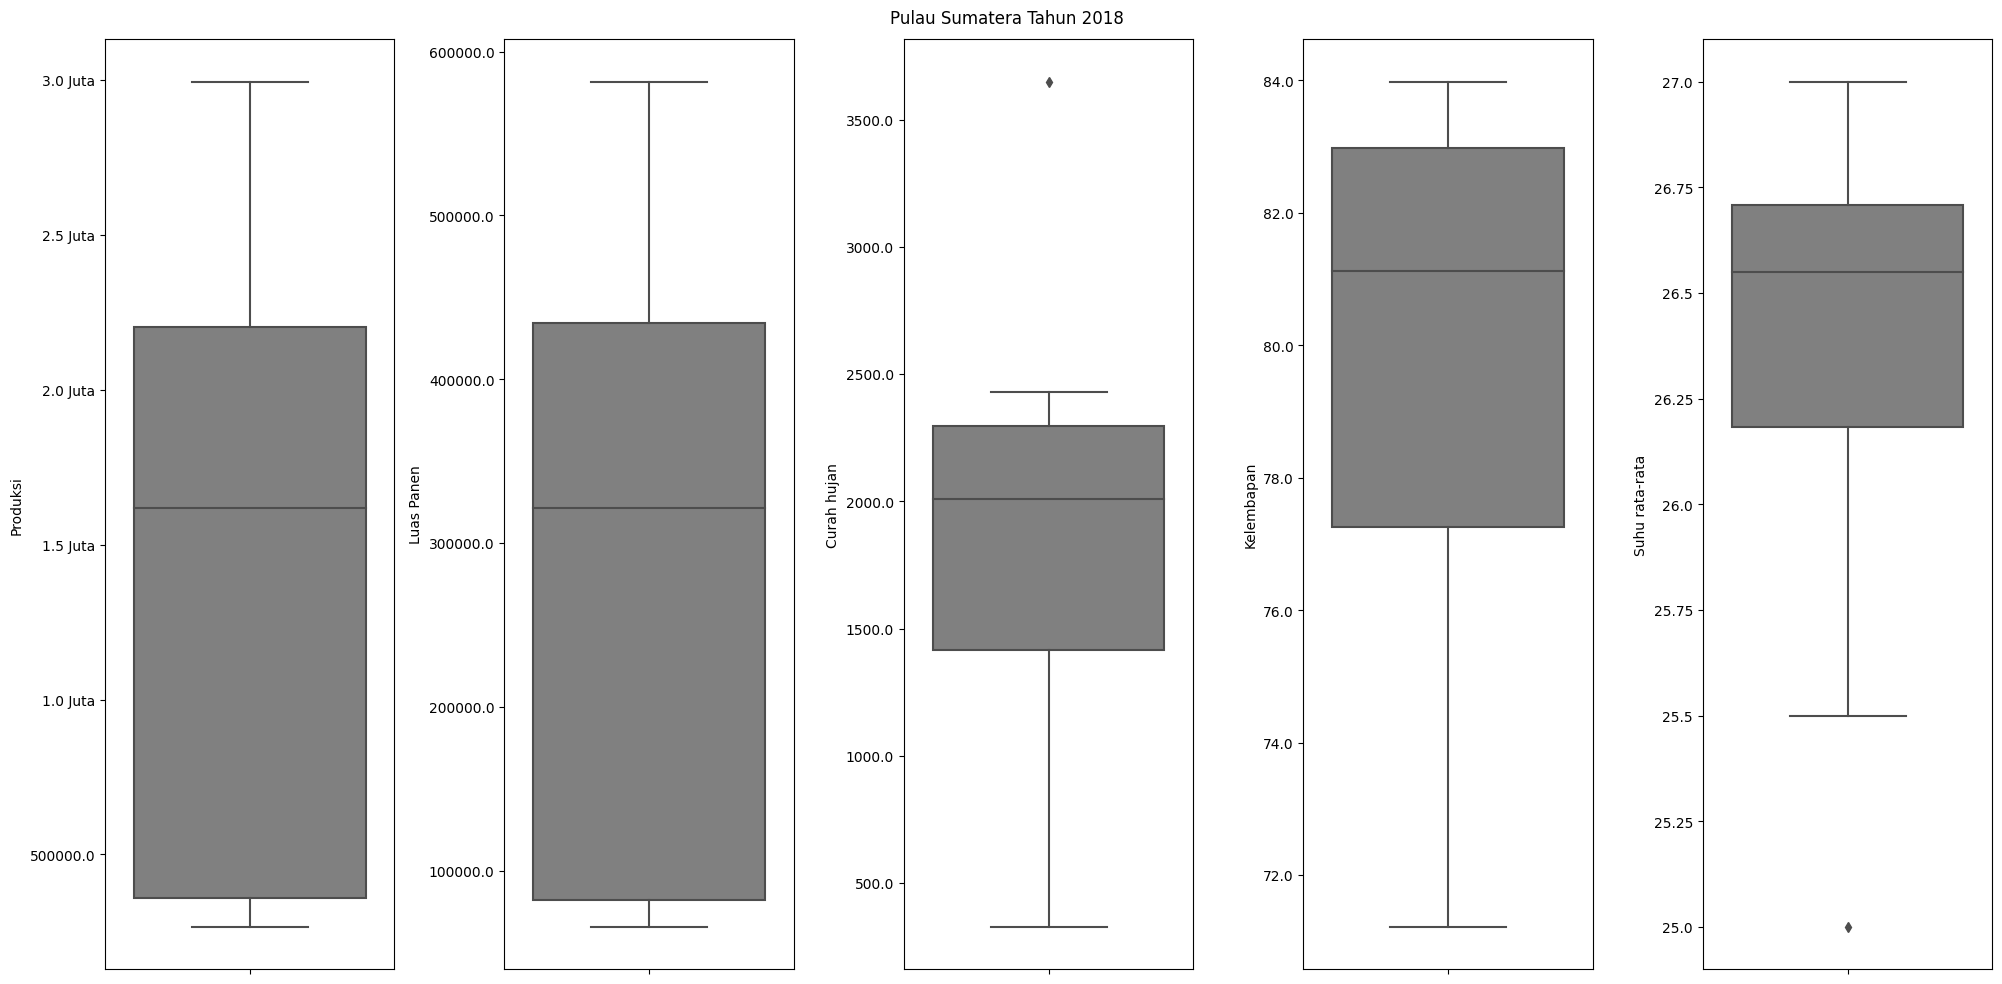 Pulau Sumatera Tahun 2018
Produksi
3.0 Juta
2.5 Juta
2.0 Juta
1.5 Juta
1.0 Juta
500000.0
Luas Panen
600000.0
500000.0
400000.0
300000.0
200000.0
100000.0
Curah hujan
3500.0
3000.0
2500.0
2000.0
1500.0
1000.0
500.0
Kelembapan
84.0
82.0
80.0
78.0
76.0
74.0
72.0
Suhu rata-rata
27.0
26.75
26.5
26.25
26.0
25.75
25.5
25.25
25.0